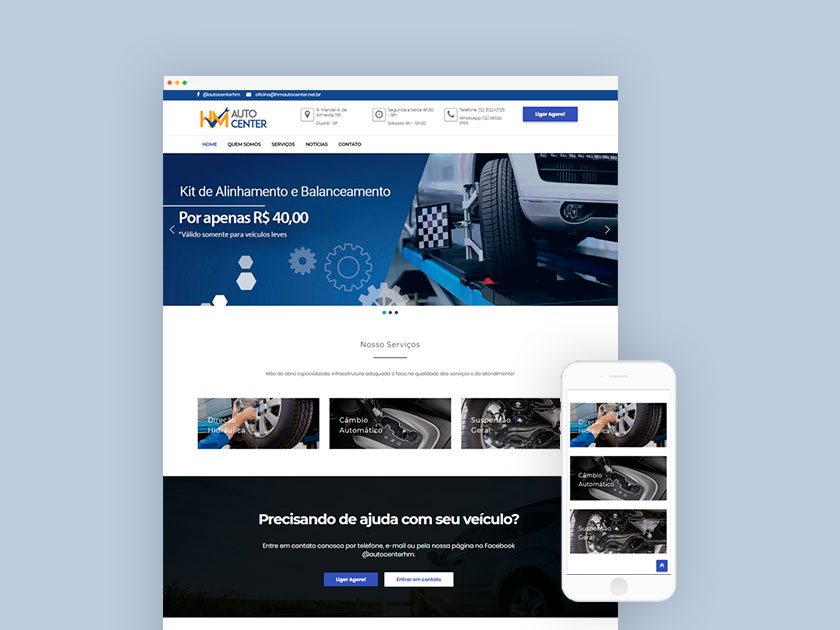 @autocenterhm oficina@hmautocenter.net.br
HM AUTO
CENTER
R. Manoel A. de
Almeida, 195
Guará - SP
Segunda a Sexta: 8h30
- 18h
Sábados: 8h - 12h30
Telefone: (12) 3122-0725
WhatsApp: (12)
Ligar Agora!
HOME QUEM SOMOS SERVIÇOS NOTÍCIAS CONTATO
Kit de Alinhamento e Balanceamento
Por apenas R$ 40,00
*Válido somente para veículos leves
Nosso Serviços
Mão de obra especializada, infraestrutura adequada e foco na qualidade dos serviços e do atendimento!
Direção
Hidráulica
Câmbio
Automático
Suspensão
Geral
Precisando de ajuda com seu veículo?
Entre em contato conosco por telefone, e-mail ou pela nossa página no Facebook
@autocenterhm.
Ligar Agora!
Entrar em contato
Direção
Hidráulica
Câmbio
Automático
Suspensão
Geral